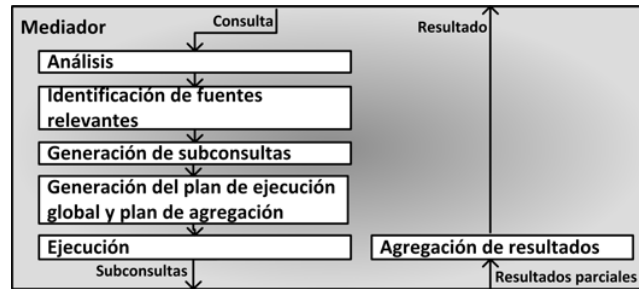 Consulta
Mediador
Resultado
Análisis
Identificación de fuentes
relevantes
Generación de subconsultas
Generación del plan de ejecución
global y plan de agregación
Ejecución
Agregación de resultados
Subconsultas
Resultados parciales